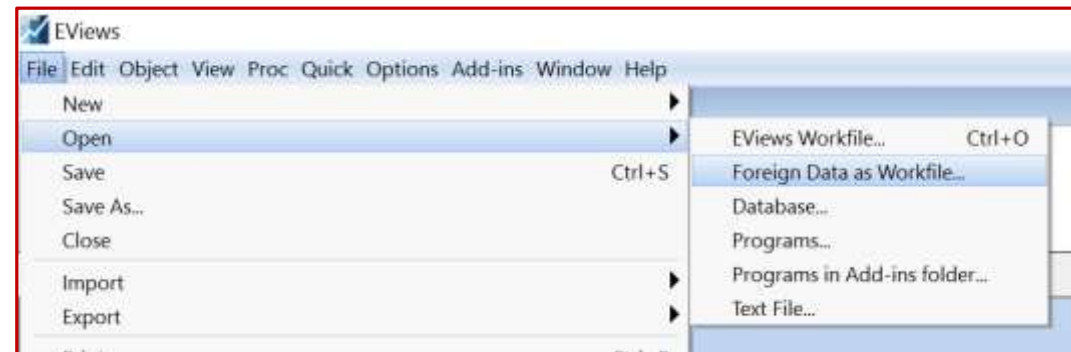 EViews
File Edit Object View Proc Quick Options Add-ins Window Help
New
Open
Save Ctrl+S
Save As...
Close
Import
Export
EViews Workfile... Ctrl+O
Foreign Data as Workfile...
Database...
Programs...
Programs in Add-ins folder...
Text File...